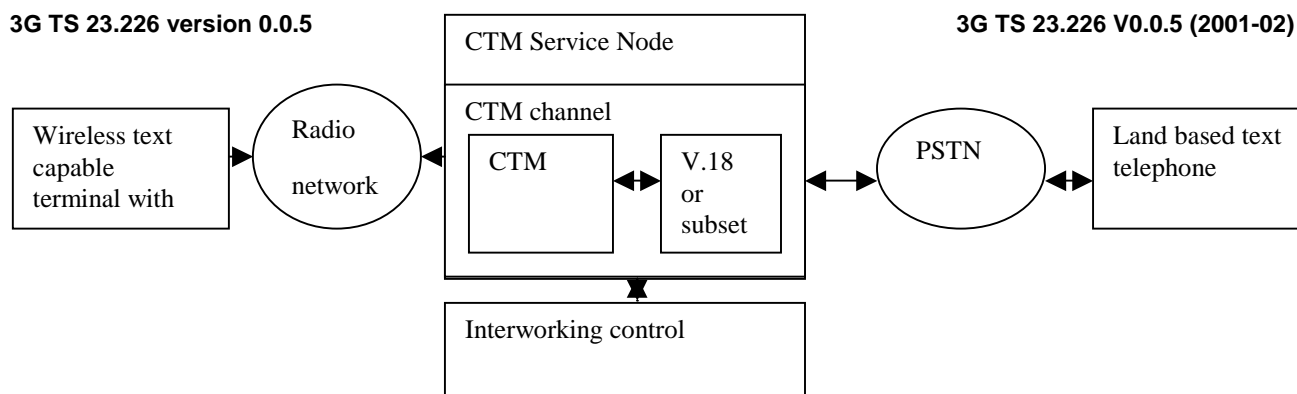 3G TS 23.226 version 0.0.5
3G TS 23.226 V0.0.5 (2001-02)
CTM Service Node
Wireless text
capable
terminal with
Radio
network
CTM channel
CTM
V.18
or
subset
PSTN
Land based text
telephone
Interworking control